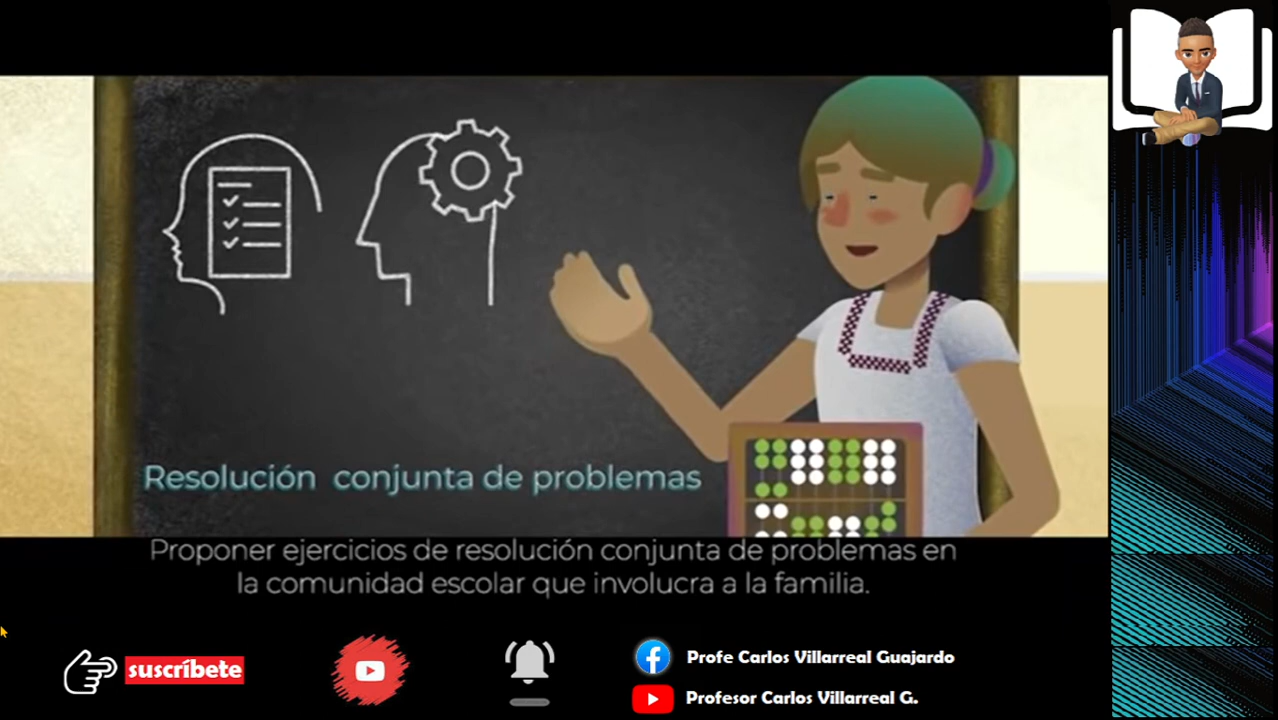 Resolución conjunta de problemas
Proponer ejercicios de resolución conjunta de problemas en
la comunidad escolar que involucra a la familia.
suscríbete
Profe Carlos Villarreal Guajardo
Profesor Carlos Villarreal G.